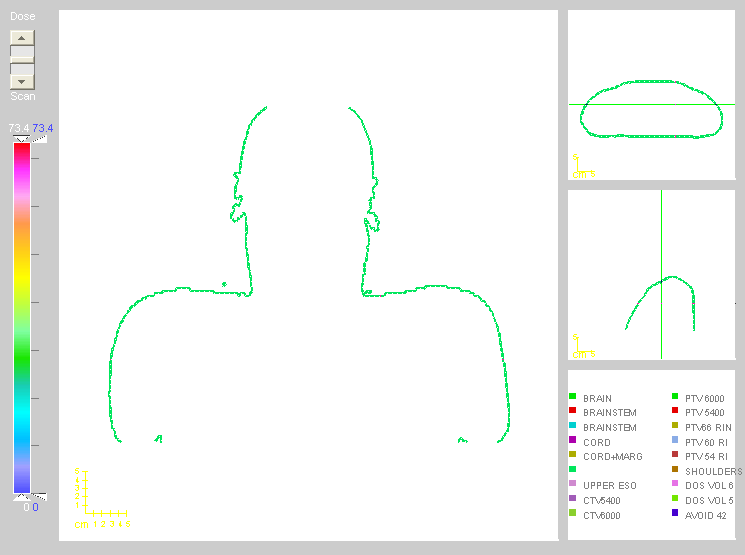 Dose
Scan
73.4 73.4
0 0
5
4
3
2
1
cm 1 2 3 4 5
5
cm 5
5
cm 5
BRAIN
BRAINSTEM
BRAINSTEM
CORD
CORD+MARG
UPPER ESO
CTV5400
CTV6000
PTV6000
PTV5400
PTV66 RIN
PTV60 RI
PTV54 RI
SHOULDERS
DOS VOL 6
DOS VOL 5
AVOID 42